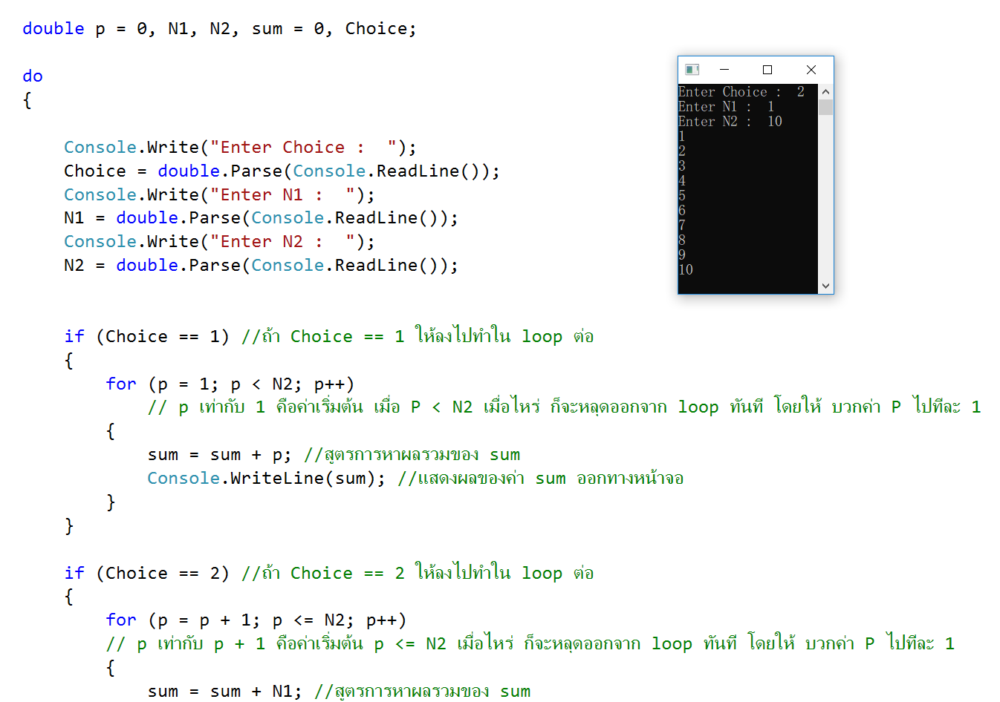 double p = 0, N1, N2, sum = 0, Choice;
do
{
Console.Write("Enter Choice :  ");
Choice = double.Parse(Console.ReadLine());
Console.Write("Enter N1 :  ");
N1 = double.Parse(Console.ReadLine());
Console.Write("Enter N2 :  ");
N2 = double.Parse(Console.ReadLine());
Enter Choice :  2
Enter N1 :  1
Enter N2 :  10
1
2
3
4
5
6
7
8
9
10
if (Choice == 1) //ถ้า Choice == 1 ให้ลงไปทำใน loop ต่อ
{
for (p = 1; p < N2; p++)
// p เท่ากับ 1 คือค่าเริ่มต้น เมื่อ P < N2 เมื่อไหร่ ก็จะหลุดออกจาก loop ทันที โดยให้ บวกค่า P ไปทีละ 1
{
sum = sum + p; //สูตรการหาผลรวมของ sum
Console.WriteLine(sum); //แสดงผลของค่า sum ออกทางหน้าจอ
}
}
if (Choice == 2) //ถ้า Choice == 2 ให้ลงไปทำใน loop ต่อ
{
for (p = p + 1; p <= N2; p++)
// p เท่ากับ p + 1 คือค่าเริ่มต้น p <= N2 เมื่อไหร่ ก็จะหลุดออกจาก loop ทันที โดยให้ บวกค่า P ไปทีละ 1
{
sum = sum + N1; //สูตรการหาผลรวมของ sum